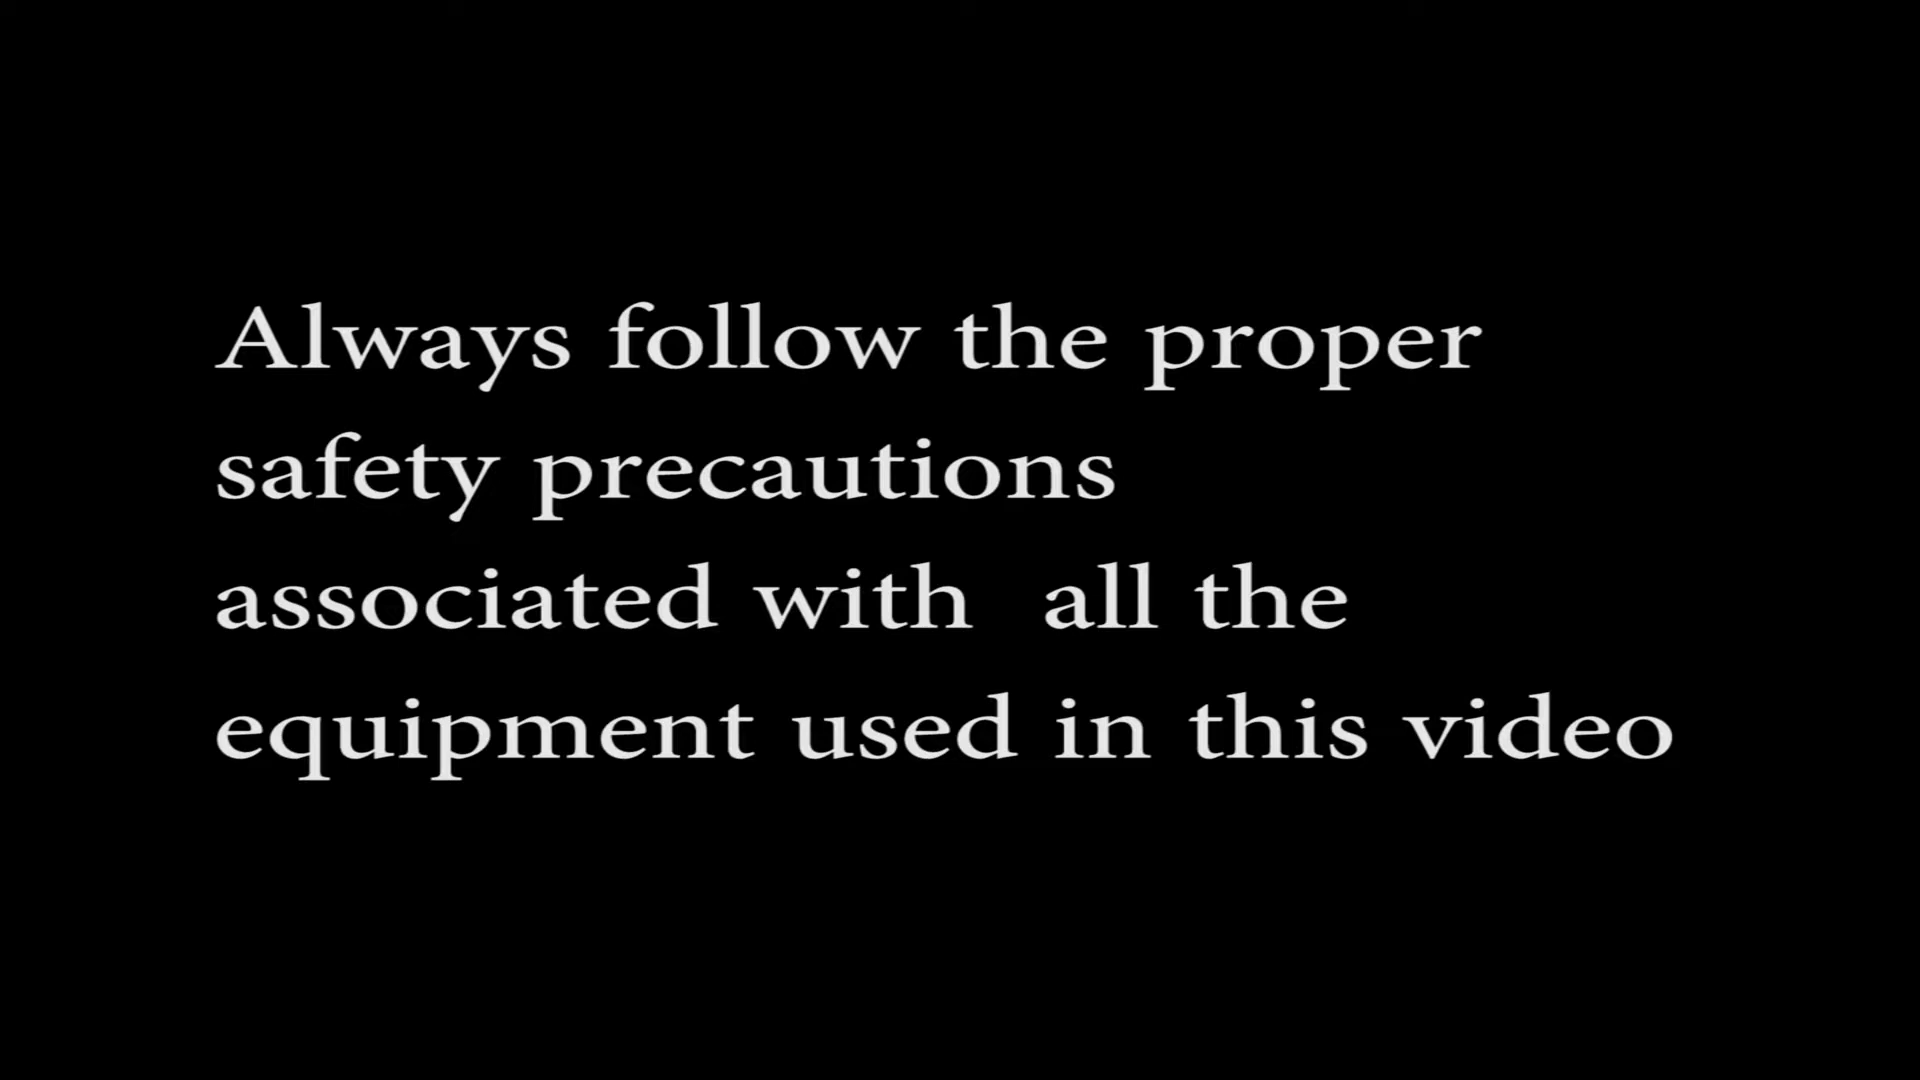 Always follow the proper
safety precautions
associated with  all the
equipment used in this video